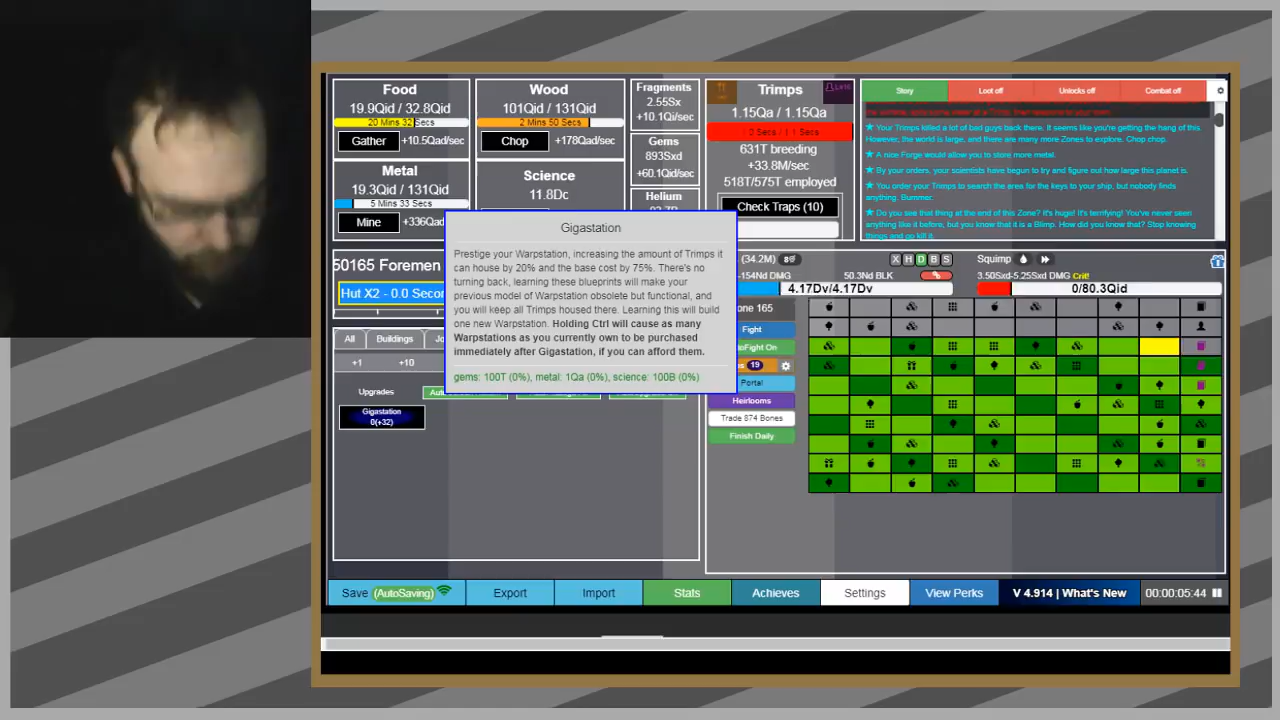 Food
19.9Qid / 32.8Qid
20 Mins 32 Secs
Gather
+10.5Qad/sec
Wood
101Qid / 131Qid
2 Mins 50 Secs
Chop
+178Qad/sec
Metal
19.3Qid / 131Qid
5 Mins 33 Secs
Mine
+336Qad
Science
11.8Dc
Fragments
2.55Sx
+10.1Qi/sec
Gems
893Sxd
+60.1Qi/sec
Helium
Trimps
1.15Qa / 1.15Qa
631T breeding
+33.8M/sec
518T/575T employed
Check Traps (10)
Story
Loot off
Unlocks off
Combat off
★ Your Trimps killed a lot of bad guys back there. It seems like you're getting the hang of this.
However, the world is large, and there are many more Zones to explore. Chop chop.
★ A nice Forge would allow you to store more metal.
★ By your orders, your scientists have begun to try and figure out how large this planet is.
★ You order your Trimps to search the area for the keys to your ship, but nobody finds
anything. Bummer.
★ Do you see that thing at the end of this Zone? It's huge! It's terrifying! You've never seen
anything like it before, but you know that it is a Blimp. How did you know that? Stop knowing
things and go kill it.
Gigastation
Prestige your Warpstation, increasing the amount of Trimps it
can house by 20% and the base cost by 75%. There's no
turning back, learning these blueprints will make your
previous model of Warpstation obsolete but functional, and
you will keep all Trimps housed there. Learning this will build
one new Warpstation. Holding Ctrl will cause as many
Warpstations as you currently own to be purchased
immediately after Gigastation, if you can afford them.
gems: 100T (0%), metal: 1Qa (0%), science: 100B (0%)
50165 Foremen
Hut X2 - 0.0 Secon
All
Buildings
Jo
+1
+10
Upgrades
Gigastation
0(+32)
(34.2M)
-154Nd DMG
50.3Nd BLK
4.17Dv/4.17Dv
X H D B S
Squimp
3.50Sxd-5.25Sxd DMG Crit!
0/80.3Qid
one 165
Fight
oFight On
19
Portal
Heirlooms
Trade 874 Bones
Finish Daily
Save (AutoSaving)
Export
Import
Stats
Achieves
Settings
View Perks
V 4.914 | What's New
00:00:05:44